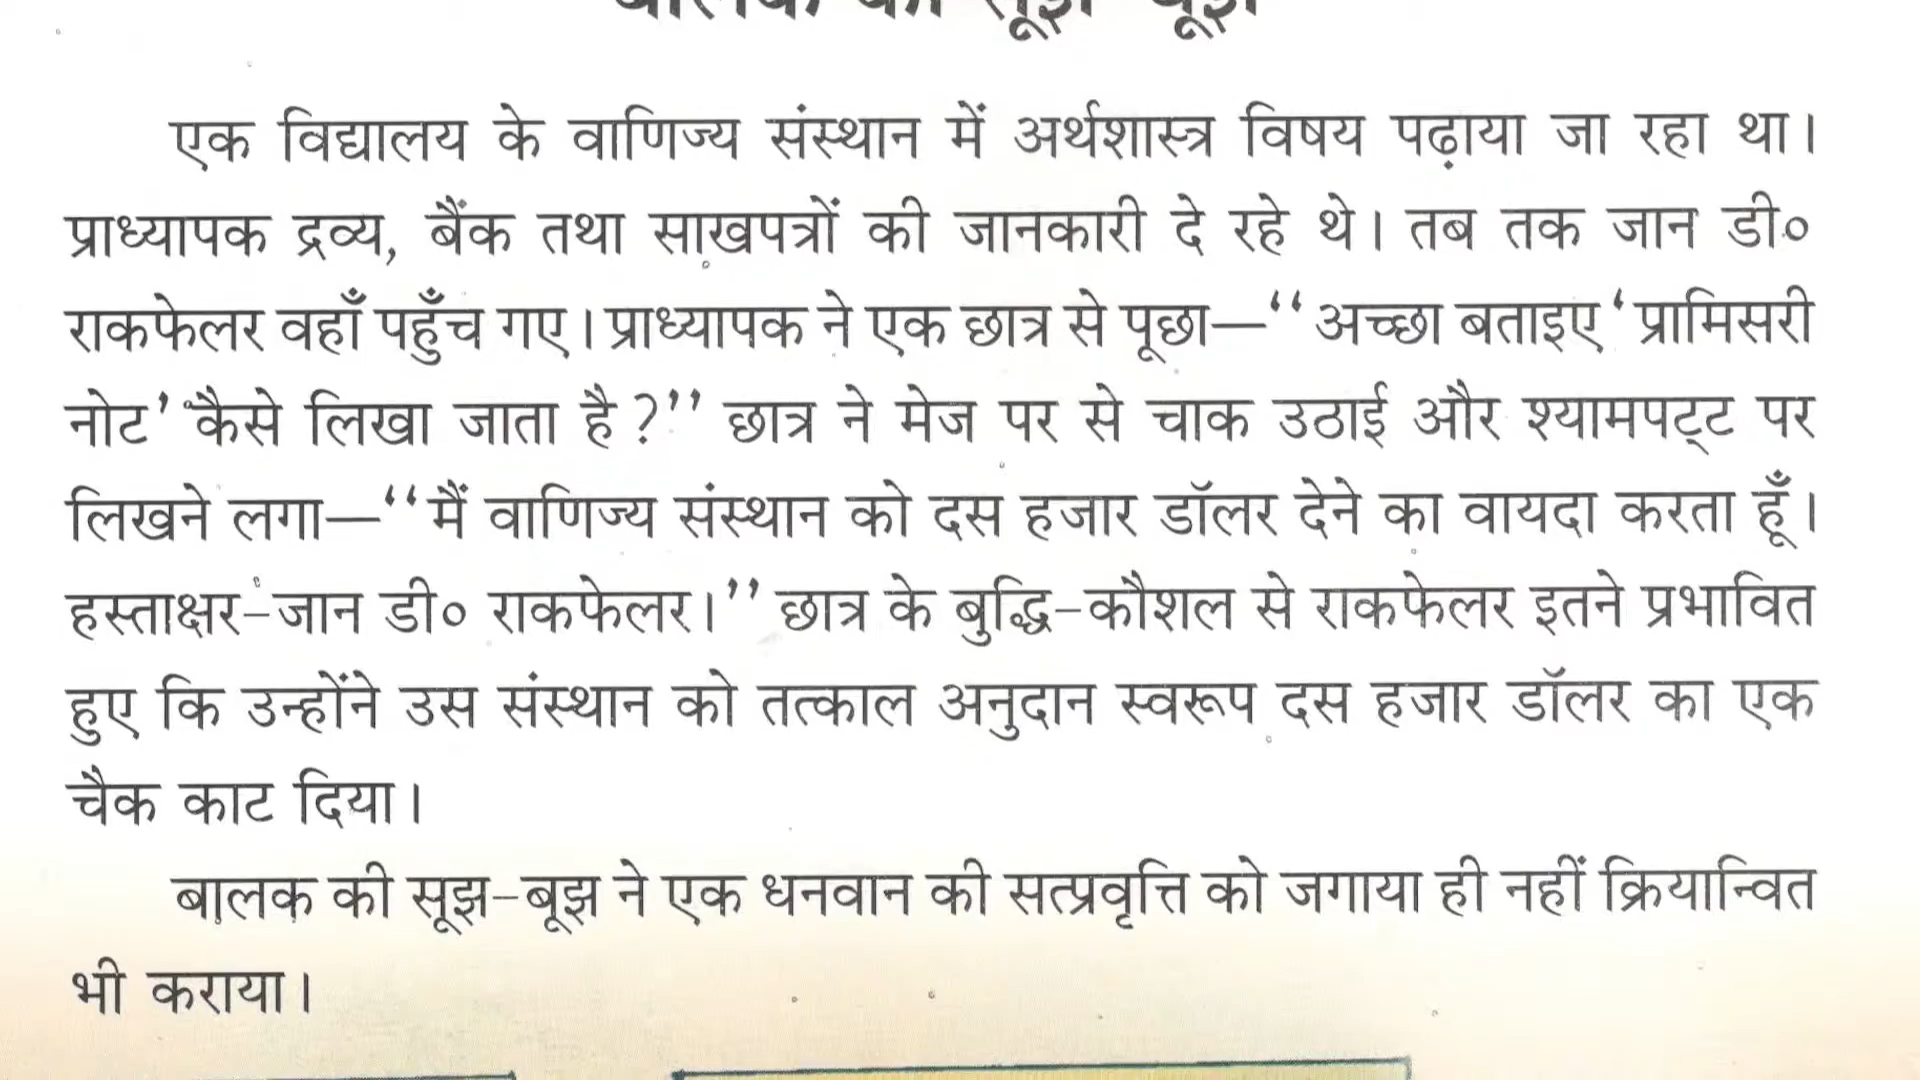 बालक की सूझ-बूझ
एक विद्यालय के वाणिज्य संस्थान में अर्थशास्त्र विषय पढ़ाया जा रहा था।
प्राध्यापक द्रव्य, बैंक तथा साखपत्रों की जानकारी दे रहे थे। तब तक जान डी०
राकफेलर वहाँ पहुँच गए। प्राध्यापक ने एक छात्र से पूछा—‘‘अच्छा बताइए ‘प्रामिसरी
नोट’ कैसे लिखा जाता है?’’ छात्र ने मेज पर से चाक उठाई और श्यामपट्ट पर
लिखने लगा—‘‘मैं वाणिज्य संस्थान को दस हजार डॉलर देने का वायदा करता हूँ।
हस्ताक्षर-जान डी० राकफेलर।’’ छात्र के बुद्धि-कौशल से राकफेलर इतने प्रभावित
हुए कि उन्होंने उस संस्थान को तत्काल अनुदान स्वरूप दस हजार डॉलर का एक
चैक काट दिया।
बालक की सूझ-बूझ ने एक धनवान की सत्प्रवृत्ति को जगाया ही नहीं क्रियान्वित
भी कराया।